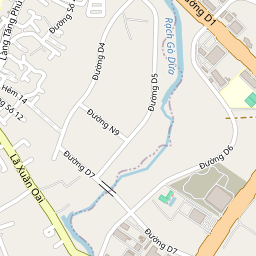 Làng Tăng Phú
Đường Số
Đường D4
Rạch Gò Dưa
Đường D1
Hẻm 14
Số 12
Đường D5
Đường N9
Lã Xuân Oai
Đường D7
Đường D6
Đường D7